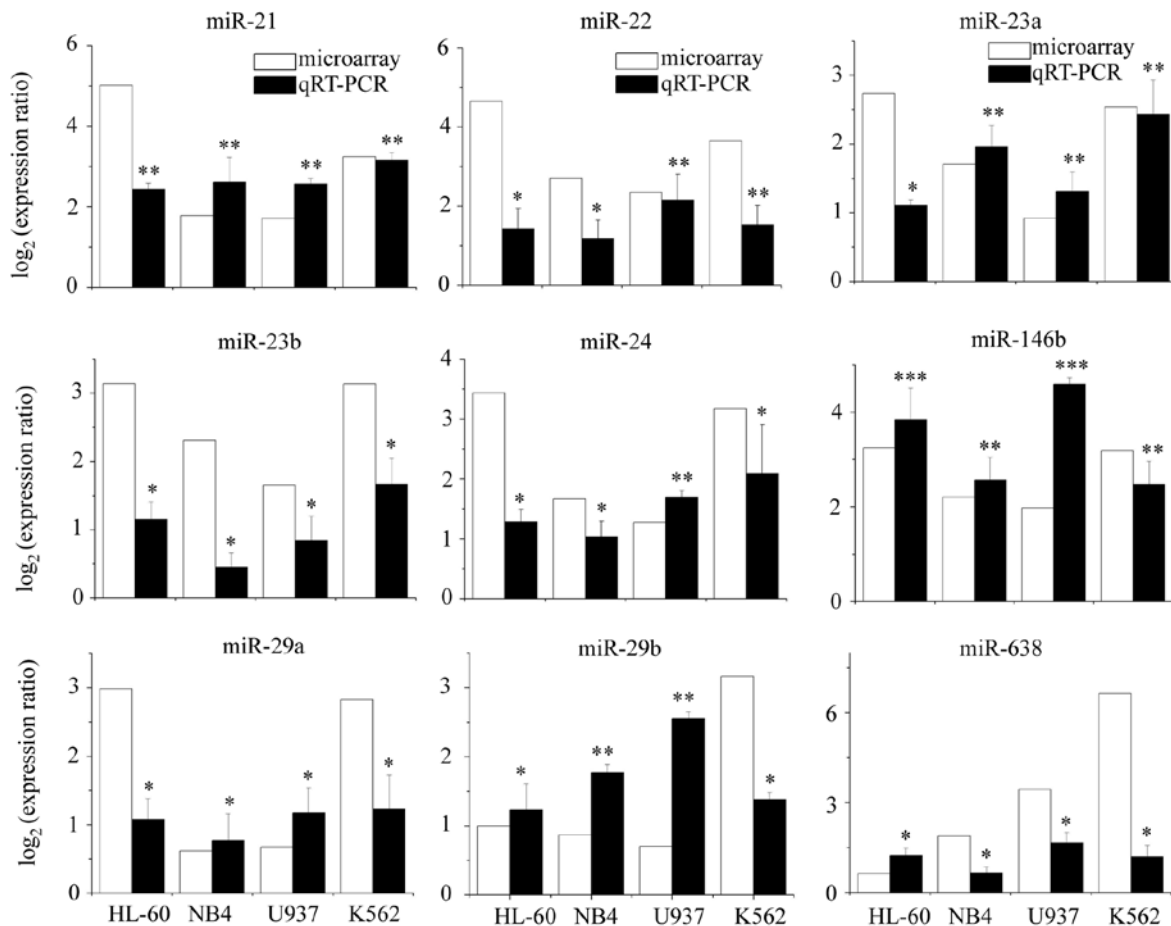 miR-21 miR-22 miR-23a
log2 (expression ratio)
6
4
2
0
microarray
qRT-PCR
** ** ** **
6
4
2
0
microarray
qRT-PCR
* * ** **
3
2
1
0
microarray
qRT-PCR
* ** ** **
miR-23b miR-24 miR-146b
log2 (expression ratio)
3
2
1
0
* * * *
4
3
2
1
0
* * ** *
4
2
0
*** ** *** **
miR-29a miR-29b miR-638
log2 (expression ratio)
3
2
1
0
* * * *
3
2
1
0
* ** ** *
6
3
0
* * * *
HL-60 NB4 U937 K562 HL-60 NB4 U937 K562 HL-60 NB4 U937 K562